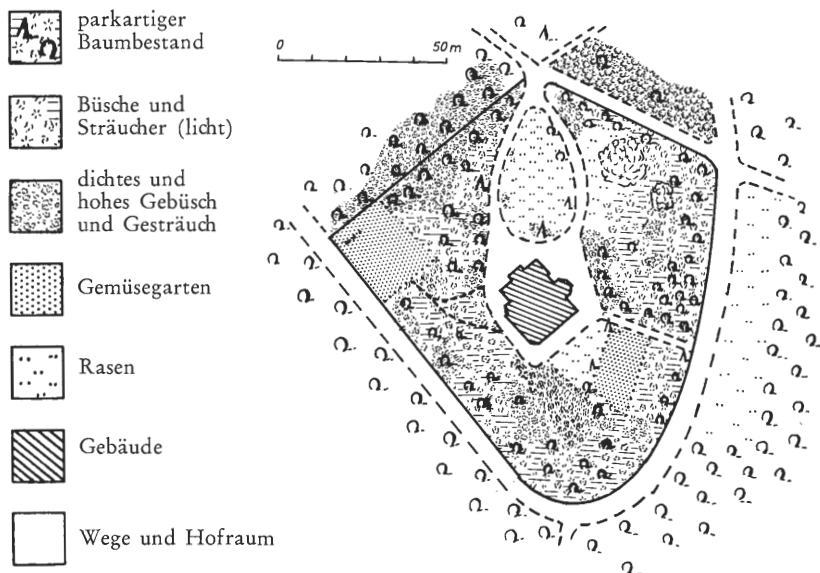 parkartiger
Baumbestand
Büsche und
Sträucher (licht)
dichtes und
hohes Gebüsch
und Gesträuch
Gemüsegarten
Rasen
Gebäude
Wege und Hofraum
0 50 m